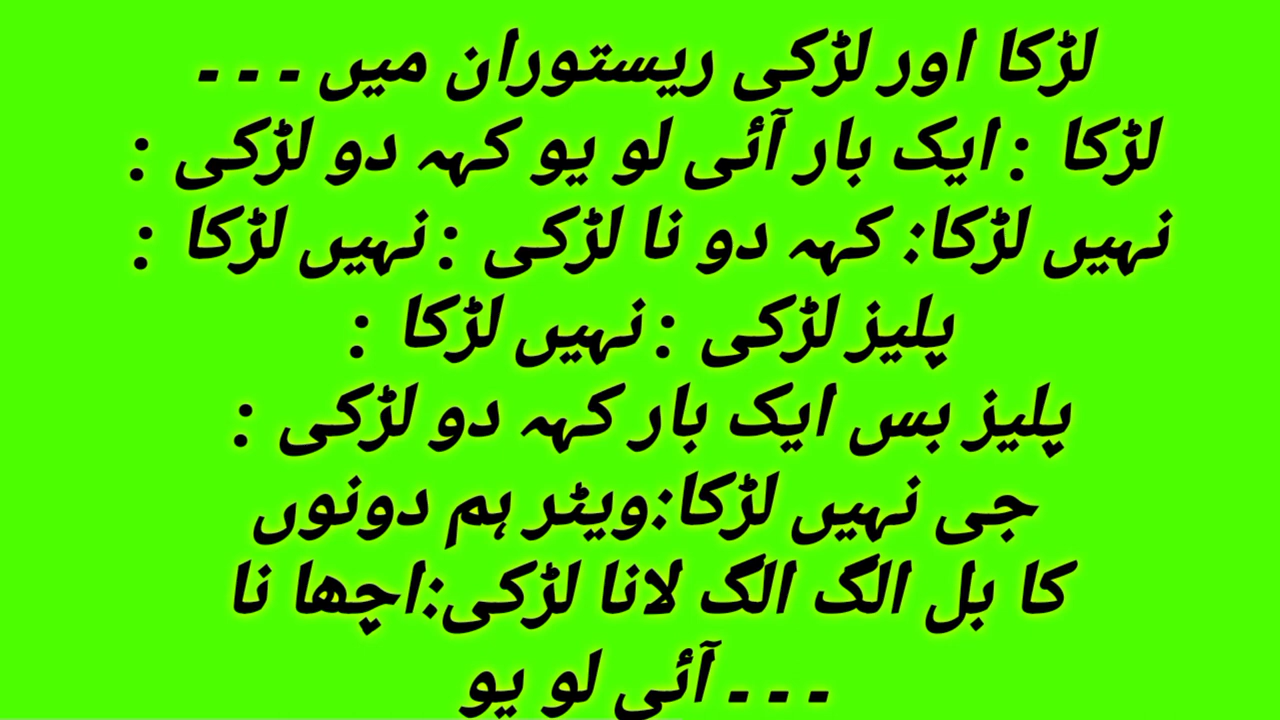 لڑکا اور لڑکی ریستوران میں ۔ ۔ ۔
لڑکا : ایک بار آئی لو یو کہہ دو لڑکی :
نہیں لڑکا: کہہ دو نا لڑکی : نہیں لڑکا :
پلیز لڑکی : نہیں لڑکا :
پلیز بس ایک بار کہہ دو لڑکی :
جی نہیں لڑکا:ویٹر ہم دونوں
کا بل الگ الگ لانا لڑکی:اچھا نا
۔ ۔ ۔ آئی لو یو